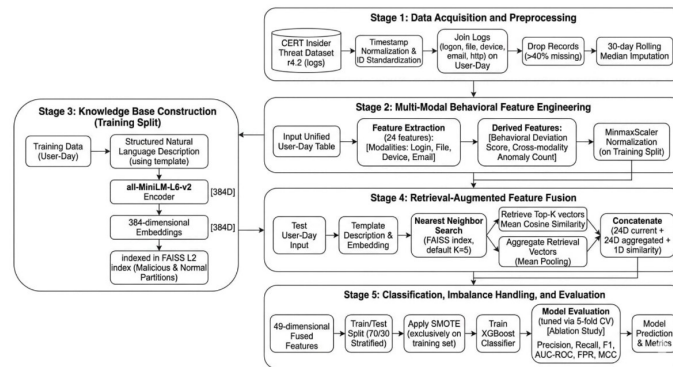 Stage 1: Data Acquisition and Preprocessing
CERT Insider
Threat Dataset
r4.2 (logs)
Timestamp
Normalization &
ID Standardization
Join Logs
(logon, file, device,
email, http) on
User-Day
Drop Records
(>40% missing)
30-day Rolling
Median Imputation
Stage 2: Multi-Modal Behavioral Feature Engineering
Input Unified
User-Day Table
Feature Extraction
(24 features):
[Modalities: Login, File,
Device, Email]
Derived Features:
[Behavioral Deviation
Score, Cross-modality
Anomaly Count]
MinmaxScaler
Normalization
(on Training Split)
Stage 3: Knowledge Base Construction
(Training Split)
Training Data
(User-Day)
Structured Natural
Language Description
(using template)
all-MiniLM-L6-v2
Encoder
[384D]
384-dimensional
Embeddings
[384D]
indexed in FAISS L2
index (Malicious & Normal
Partitions)
Stage 4: Retrieval-Augmented Feature Fusion
Test
User-Day
Input
Template
Description &
Embedding
Nearest Neighbor
Search
(FAISS index,
default K=5)
Retrieve Top-K vectors
Mean Cosine Similarity
Aggregate Retrieval
Vectors
(Mean Pooling)
Concatenate
(24D current +
24D aggregated +
1D similarity)
Stage 5: Classification, Imbalance Handling, and Evaluation
49-dimensional
Fused
Features
Train/Test
Split (70/30
Stratified)
Apply SMOTE
(exclusively on
training set)
Train
XGBoost
Classifier
Model Evaluation
(tuned via 5-fold CV)
[Ablation Study]
Precision, Recall, F1,
AUC-ROC, FPR, MCC
Model
Prediction
& Metrics